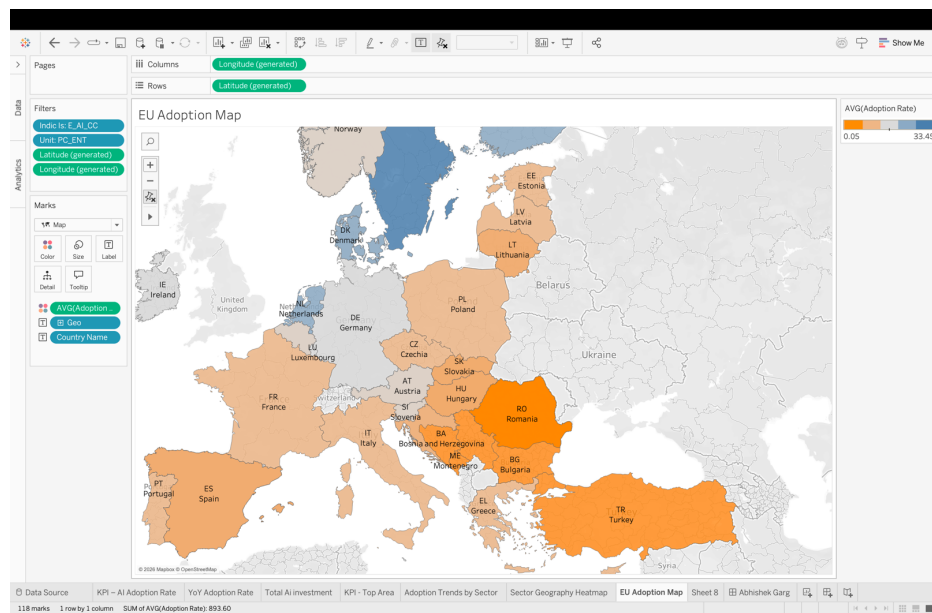 Show Me
Pages
iii Columns
Longitude (generated)
Rows
Latitude (generated)
Data
Analytics
Filters
Indic Is: E_AI_CC
Unit: PC_ENT
Latitude (generated)
Longitude (generated)
Marks
Map
Color
Size
Label
Detail
Tooltip
AVG(Adoption ..
Geo
Country Name
EU Adoption Map
AVG(Adoption Rate)
0.05
33.45
Norway
EE
Estonia
LV
Latvia
DK
Denmark
LT
Lithuania
IE
Ireland
United
Kingdom
NL
Netherlands
Belarus
PL
Poland
DE
Germany
LU
Luxembourg
CZ
Czechia
SK
Slovakia
Ukraine
AT
Austria
HU
Hungary
FR
France
SI
Slovenia
RO
Romania
IT
Italy
BA
Bosnia and Herzegovina
ME
Montenegro
BG
Bulgaria
PT
Portugal
ES
Spain
EL
Greece
TR
Turkey
Syria
© 2026 Mapbox © OpenStreetMap
Data Source
KPI – AI Adoption Rate
YoY Adoption Rate
Total Ai investment
KPI - Top Area
Adoption Trends by Sector
Sector Geography Heatmap
EU Adoption Map
Sheet 8
Abhishek Garg
118 marks
1 row by 1 column
SUM of AVG(Adoption Rate): 893.60